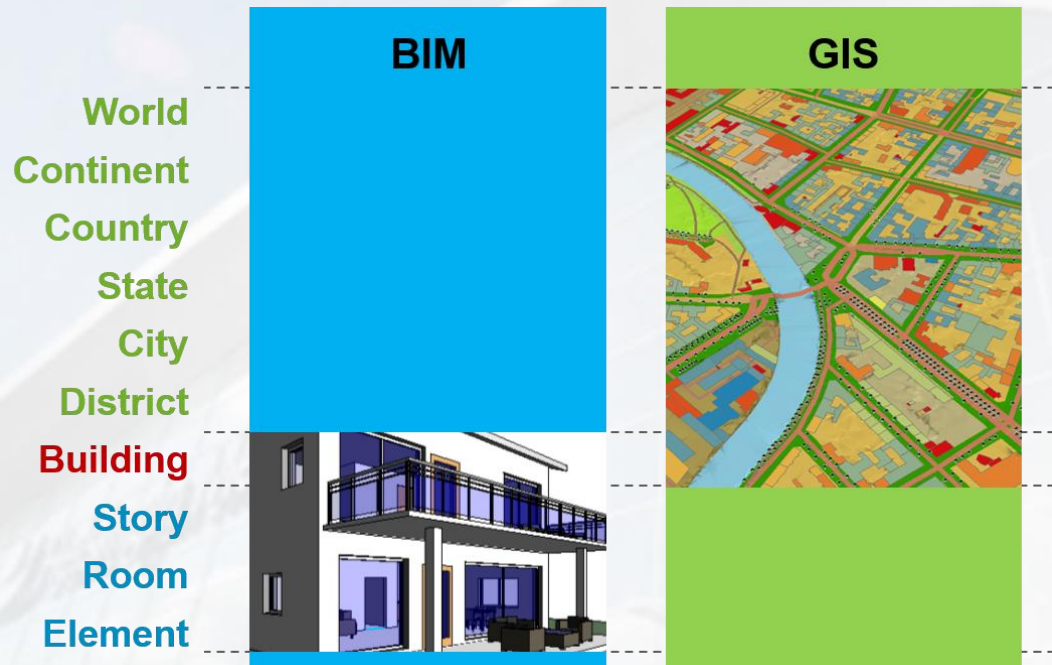 BIM
GIS
World
Continent
Country
State
City
District
Building
Story
Room
Element